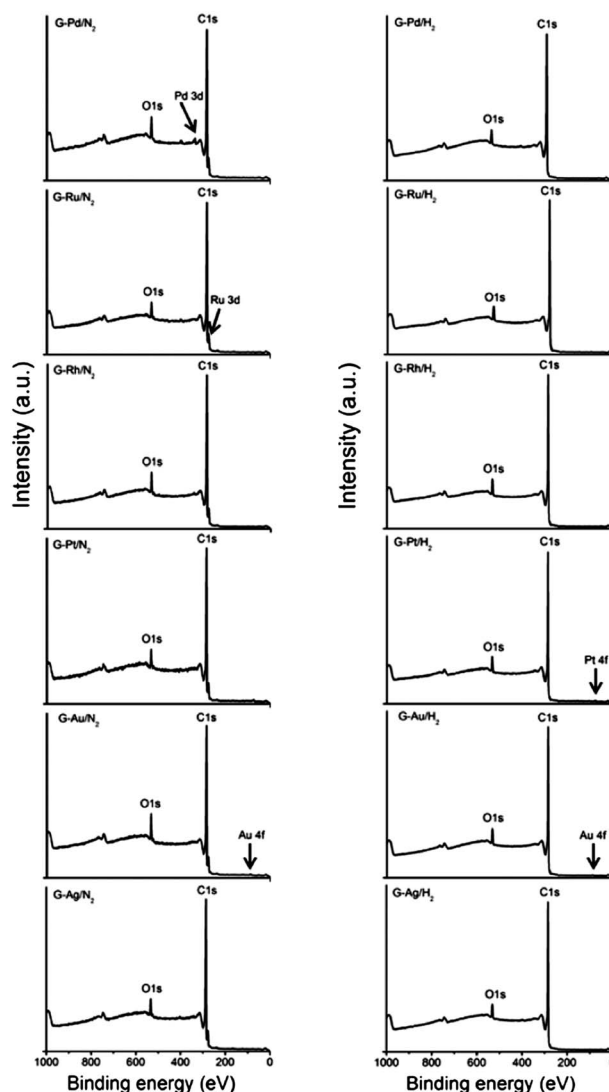 G-Pd/N₂
C1s
O1s
Pd 3d
G-Ru/N₂
C1s
O1s
Ru 3d
G-Rh/N₂
C1s
O1s
G-Pt/N₂
C1s
O1s
G-Au/N₂
C1s
O1s
Au 4f
G-Ag/N₂
C1s
O1s
Intensity (a.u.)
1000 800 600 400 200 0
Binding energy (eV)
G-Pd/H₂
C1s
O1s
G-Ru/H₂
C1s
O1s
G-Rh/H₂
C1s
O1s
G-Pt/H₂
C1s
O1s
Pt 4f
G-Au/H₂
C1s
O1s
Au 4f
G-Ag/H₂
C1s
O1s
Intensity (a.u.)
1000 800 600 400 200
Binding energy (eV)